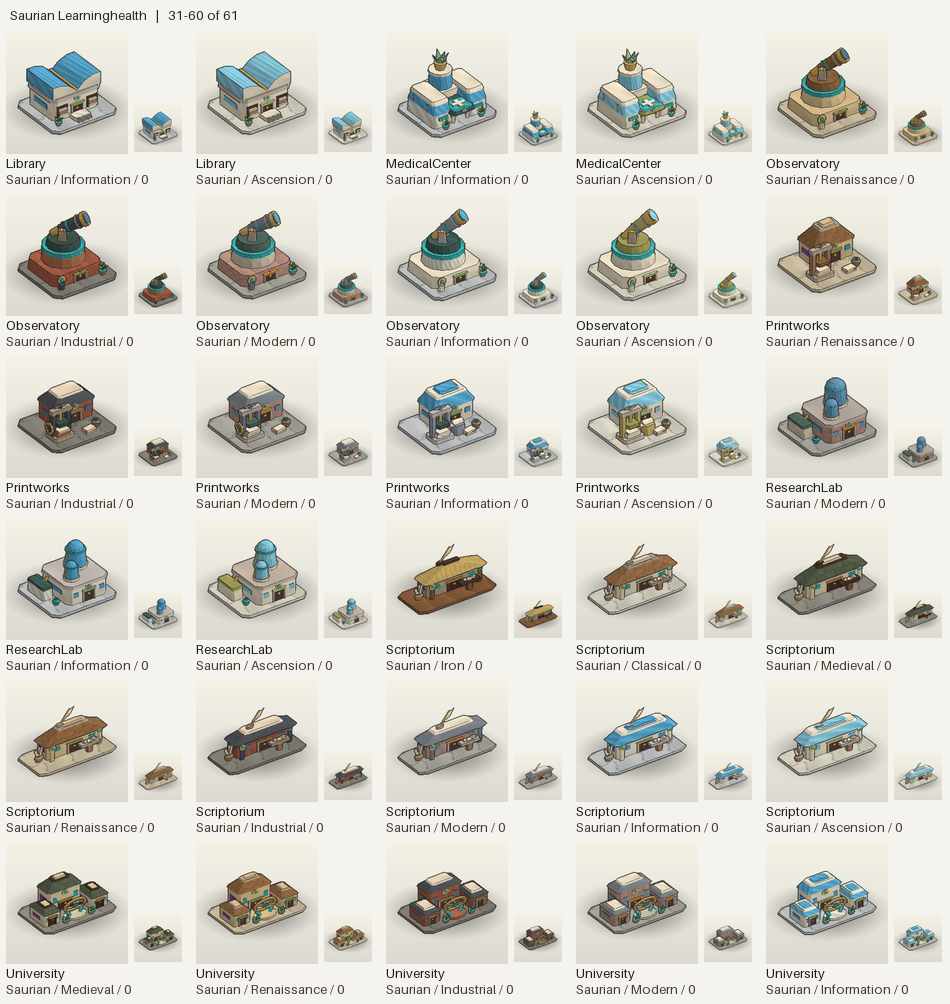 Saurian Learninghealth | 31-60 of 61
Library
Saurian / Information / 0
Library
Saurian / Ascension / 0
MedicalCenter
Saurian / Information / 0
MedicalCenter
Saurian / Ascension / 0
Observatory
Saurian / Renaissance / 0
Observatory
Saurian / Industrial / 0
Observatory
Saurian / Modern / 0
Observatory
Saurian / Information / 0
Observatory
Saurian / Ascension / 0
Printworks
Saurian / Renaissance / 0
Printworks
Saurian / Industrial / 0
Printworks
Saurian / Modern / 0
Printworks
Saurian / Information / 0
Printworks
Saurian / Ascension / 0
ResearchLab
Saurian / Modern / 0
ResearchLab
Saurian / Information / 0
ResearchLab
Saurian / Ascension / 0
Scriptorium
Saurian / Iron / 0
Scriptorium
Saurian / Classical / 0
Scriptorium
Saurian / Medieval / 0
Scriptorium
Saurian / Renaissance / 0
Scriptorium
Saurian / Industrial / 0
Scriptorium
Saurian / Modern / 0
Scriptorium
Saurian / Information / 0
Scriptorium
Saurian / Ascension / 0
University
Saurian / Medieval / 0
University
Saurian / Renaissance / 0
University
Saurian / Industrial / 0
University
Saurian / Modern / 0
University
Saurian / Information / 0